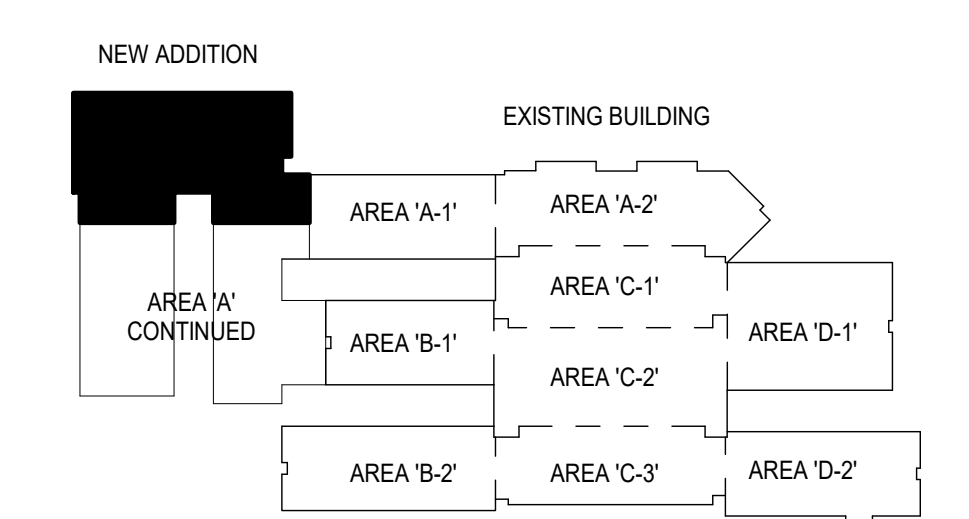 NEW ADDITION
EXISTING BUILDING
AREA 'A-1'
AREA 'A-2'
AREA 'C-1'
AREA 'A'
CONTINUED
AREA 'B-1'
AREA 'D-1'
AREA 'C-2'
AREA 'B-2'
AREA 'C-3'
AREA 'D-2'